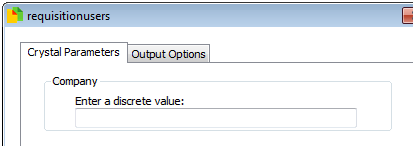 requisitionusers
Crystal Parameters Output Options
Company
Enter a discrete value: